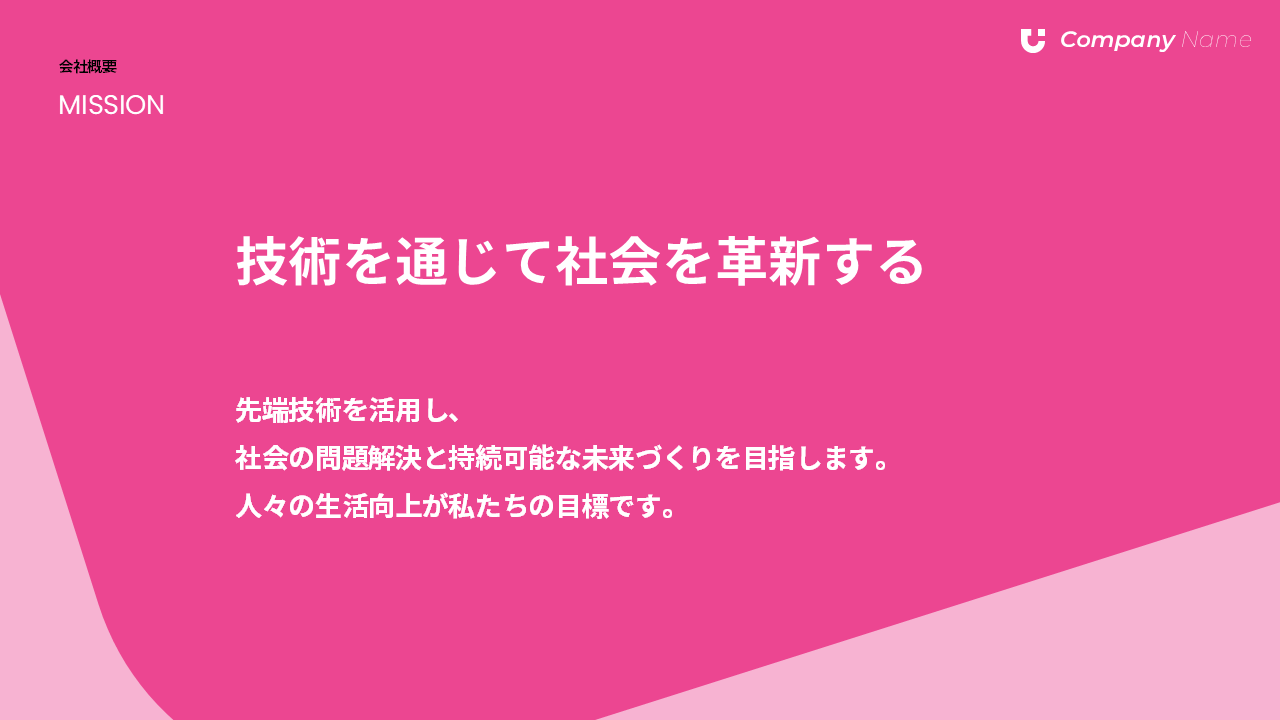 会社概要
MISSION
Company Name
技術を通じて社会を革新する
先端技術を活用し、
社会の問題解決と持続可能な未来づくりを目指します。
人々の生活向上が私たちの目標です。